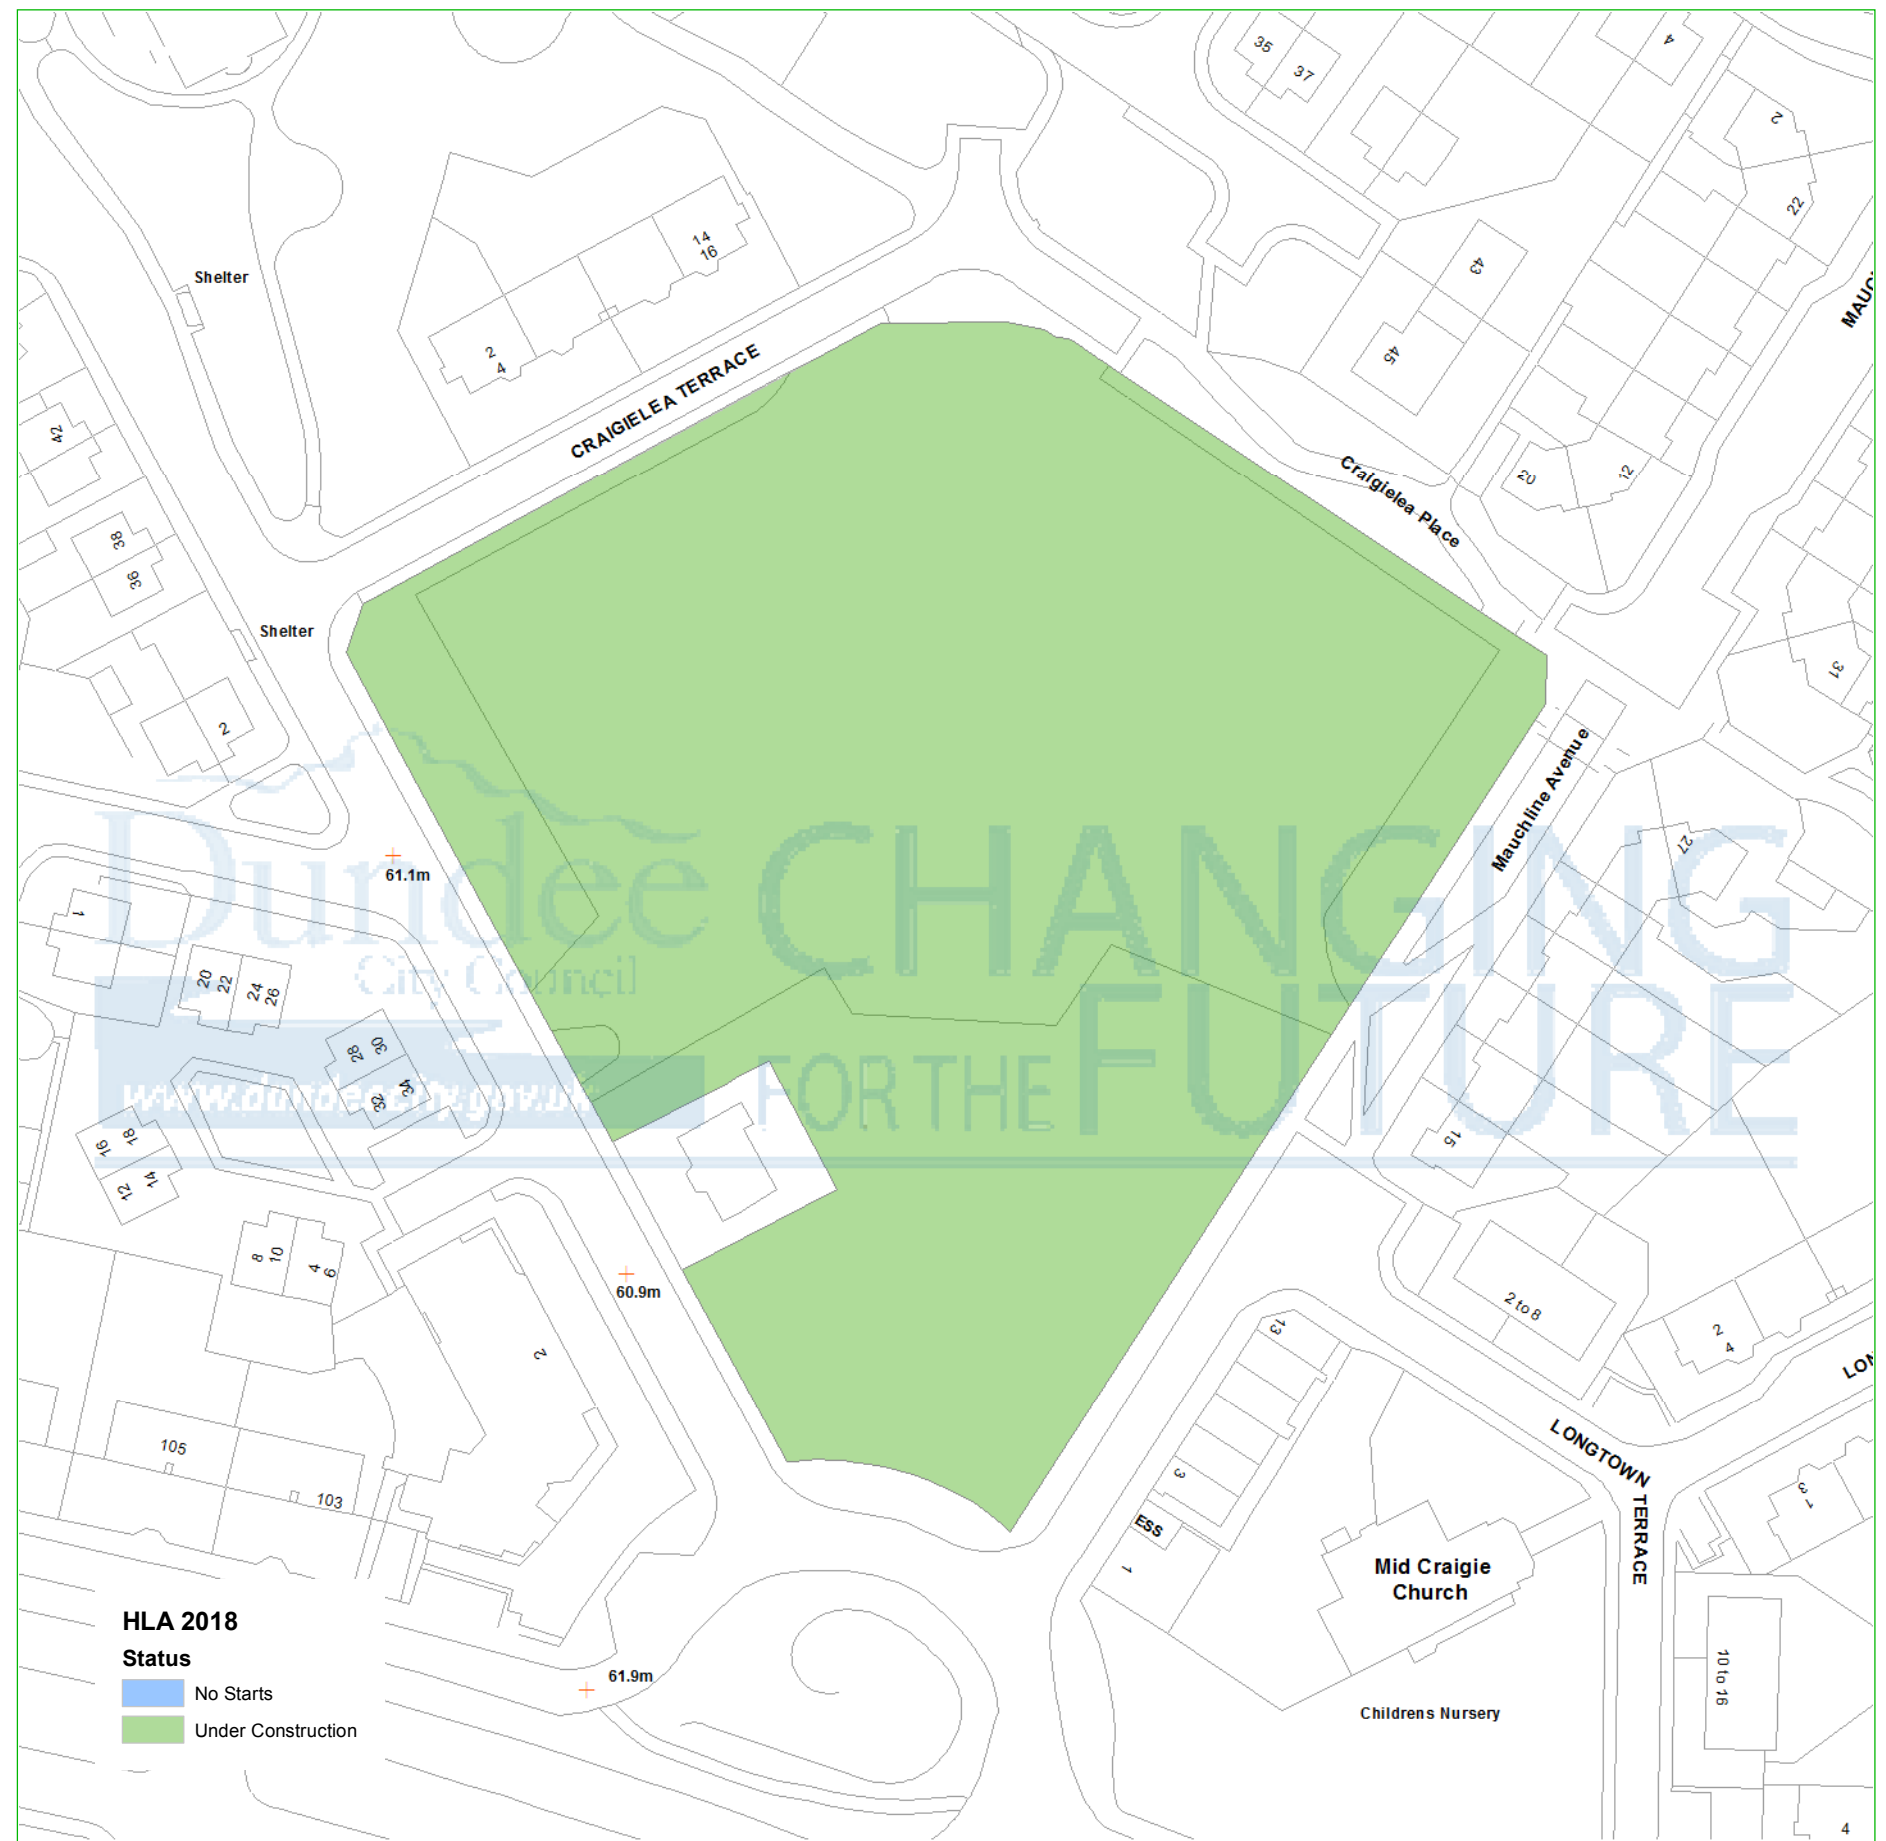 35
37
4
2
22
14
16
Shelter
43
MAUC
2
4
45
CRAIGIELEA TERRACE
42
20
12
Craigielea Place
38
36
Shelter
31
2
Mauchline Avenue
27
61.1m
Dundee
City Council
www.dundeecity.gov.uk
CHANGING
FOR THE FUTURE
1
20
22
24
26
28
30
32
34
16
18
12
14
15
8
10
4
6
60.9m
2 to 8
2
4
13
2
LON
105
103
3
LONGTOWN
TERRACE
3
1
ESS
1
Mid Craigie
Church
HLA 2018
Status
No Starts
Under Construction
61.9m
10 to 16
Childrens Nursery
4